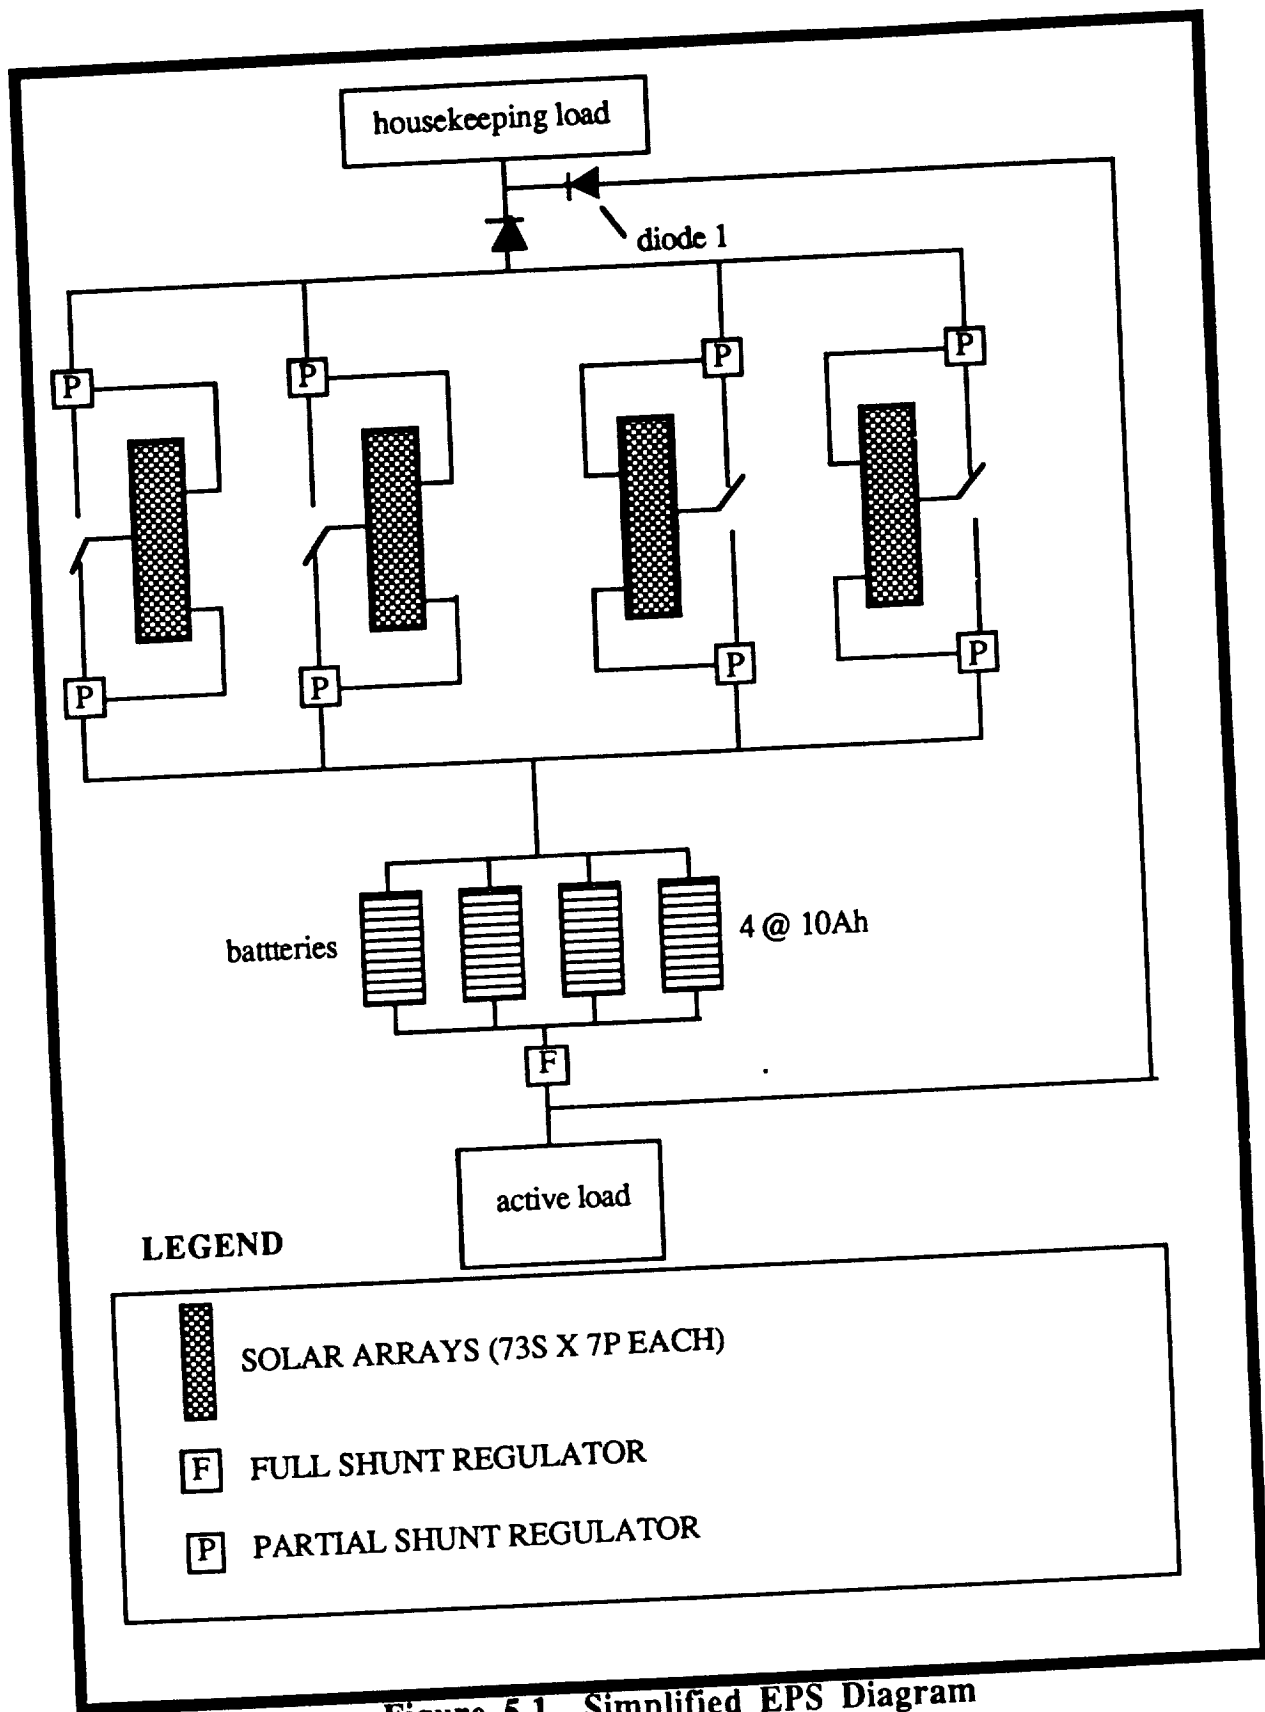 housekeeping load
diode 1
P
P
P
P
P
P
P
P
battteries
4 @ 10Ah
F
active load
LEGEND
SOLAR ARRAYS (73S X 7P EACH)
F FULL SHUNT REGULATOR
P PARTIAL SHUNT REGULATOR
Figure 5.1 Simplified EPS Diagram